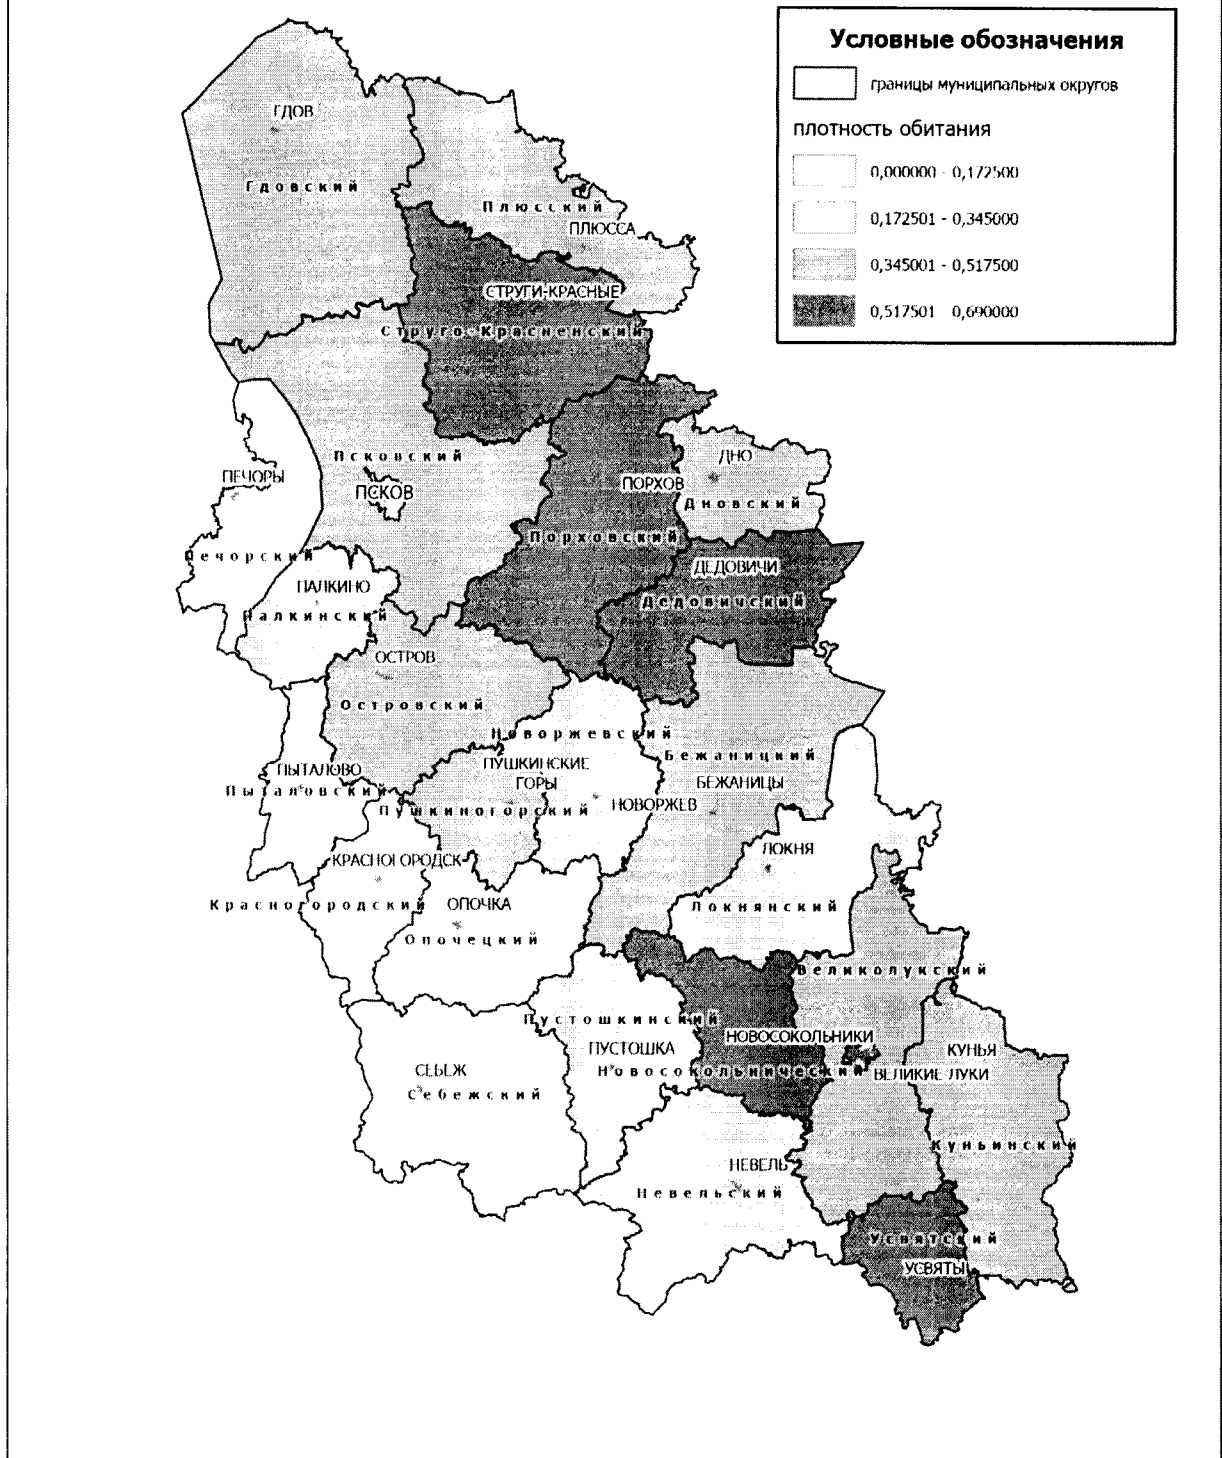 Условные обозначения
границы муниципальных округов
плотность обитания
0,000000 - 0,172500
0,172501 - 0,345000
0,345001 - 0,517500
0,517501 0,690000
ГДОВ
Гдовский
Плюсский
ПЛЮССА
СТРУГИ-КРАСНЫЕ
Струго-Красненский
Псковский
ПСКОВ
ПЕЧОРЫ
Печорский
ДНО
Дновский
ПОРХОВ
Порховский
ДЕДОВИЧИ
Дедовичский
ПАЛКИНО
Палкинский
ОСТРОВ
Островский
Новоржевский
ПУШКИНСКИЕ
ГОРЫ
Пушкиногорский
НОВОРЖЕВ
Бежаницкий
БЕЖАНИЦЫ
ПЫТАЛОВО
Пыталовский
КРАСНОГОРОДСК
Красногородский
ОПОЧКА
Опочецкий
ЛОКНЯ
Локнянский
Великолукский
Пустошкинский
ПУСТОШКА
НОВОСОКОЛЬНИКИ
Новосокольнический
ВЕЛИКИЕ ЛУКИ
КУНЬЯ
Куньинский
СЕБЕЖ
Себежский
НЕВЕЛЬ
Невельский
Усвятский
УСВЯТЫ